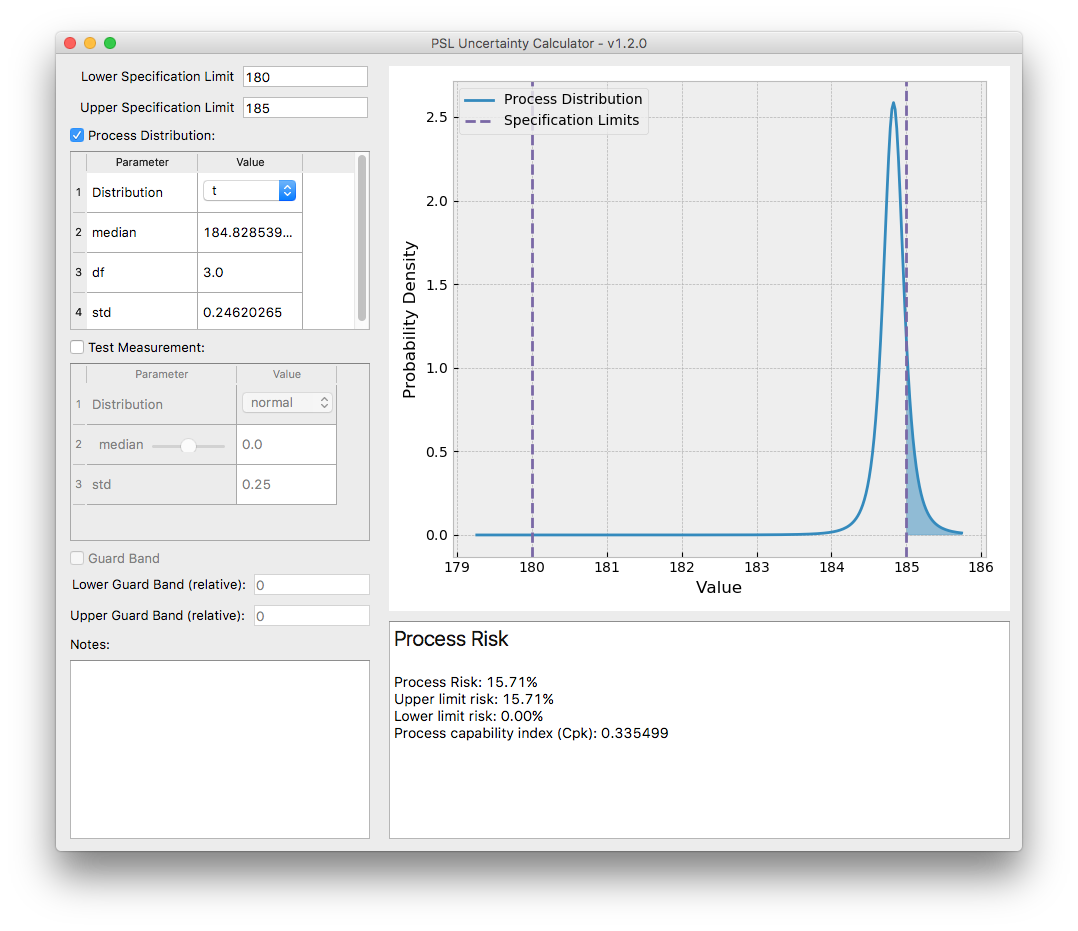 PSL Uncertainty Calculator - v1.2.0
Lower Specification Limit 180
Upper Specification Limit 185
Process Distribution:
Parameter Value
1 Distribution t
2 median 184.828539...
3 df 3.0
4 std 0.24620265
Test Measurement:
Parameter Value
1 Distribution normal
2 median 0.0
3 std 0.25
Guard Band
Lower Guard Band (relative): 0
Upper Guard Band (relative): 0
Notes:
Process Distribution
Specification Limits
Probability Density
2.5
2.0
1.5
1.0
0.5
0.0
179 180 181 182 183 184 185 186
Value
Process Risk
Process Risk: 15.71%
Upper limit risk: 15.71%
Lower limit risk: 0.00%
Process capability index (Cpk): 0.335499